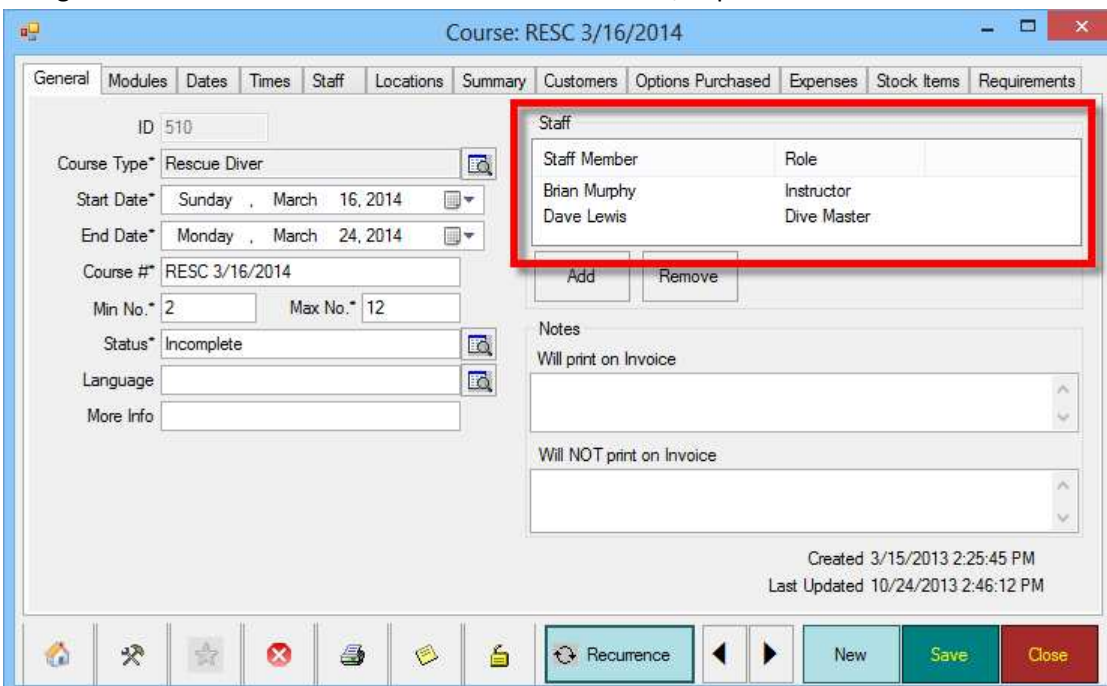 Course: RESC 3/16/2014
General Modules Dates Times Staff Locations Summary Customers Options Purchased Expenses Stock Items Requirements
ID 510
Course Type* Rescue Diver
Start Date* Sunday , March 16, 2014
End Date* Monday , March 24, 2014
Course #* RESC 3/16/2014
Min No.* 2 Max No.* 12
Status* Incomplete
Language
More Info
Staff
Staff Member Role
Brian Murphy Instructor
Dave Lewis Dive Master
Add Remove
Notes
Will print on Invoice
Will NOT print on Invoice
Created 3/15/2013 2:25:45 PM
Last Updated 10/24/2013 2:46:12 PM
Recurrence New Save Close